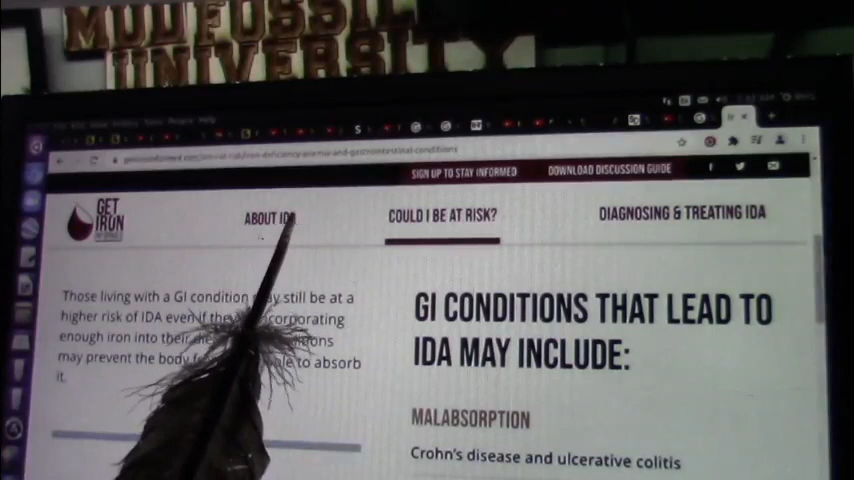 MUD FOSSIL
UNIVERSITY
SIGN UP TO STAY INFORMED DOWNLOAD DISCUSSION GUIDE
GET
IRON
ABOUT IDA COULD I BE AT RISK? DIAGNOSING & TREATING IDA
Those living with a GI condition may still be at a
higher risk of IDA even if they incorporating
enough iron into their
may prevent the body to absorb
it.
GI CONDITIONS THAT LEAD TO
IDA MAY INCLUDE:
MALABSORPTION
Crohn's disease and ulcerative colitis